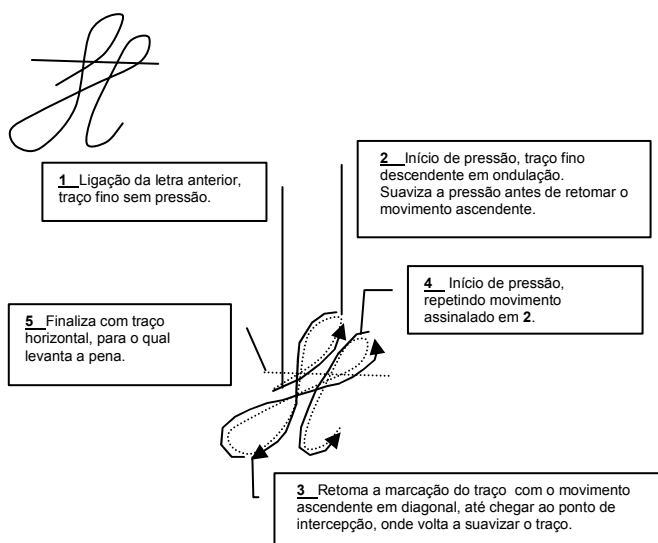 1 Ligação da letra anterior,
traço fino sem pressão.
2 Início de pressão, traço fino
descendente em ondulação.
Suaviza a pressão antes de retomar o
movimento ascendente.
4 Início de pressão,
repetindo movimento
assinalado em 2.
5 Finaliza com traço
horizontal, para o qual
levanta a pena.
3 Retoma a marcação do traço com o movimento
ascendente em diagonal, até chegar ao ponto de
intercepção, onde volta a suavizar o traço.